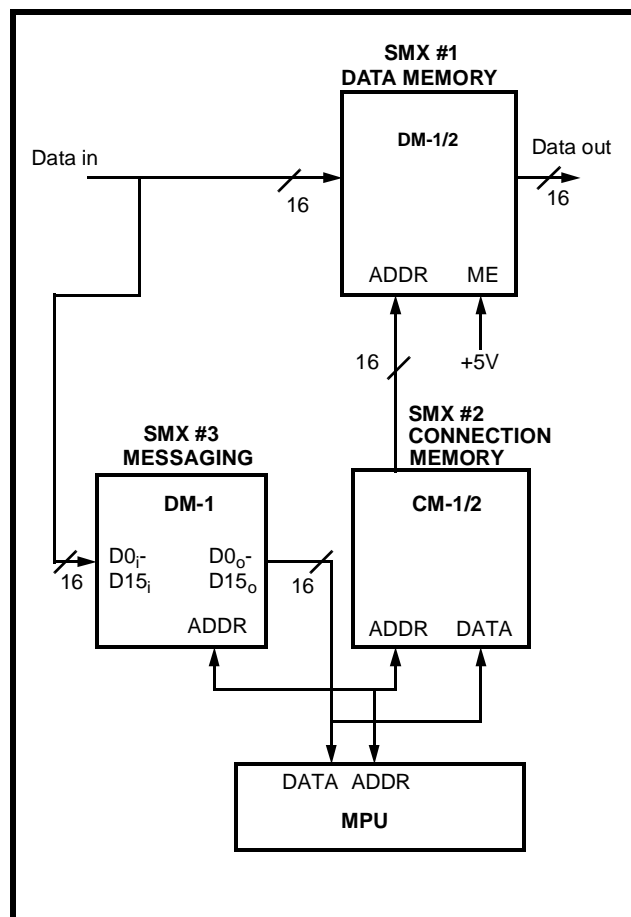 SMX #1
DATA MEMORY
DM-1/2
Data in
Data out
16
16
ADDR ME
16
+5V
SMX #2
CONNECTION
MEMORY
SMX #3
MESSAGING
DM-1
CM-1/2
D0i- D0o-
D15i D15o
16
16
ADDR
ADDR DATA
DATA ADDR
MPU